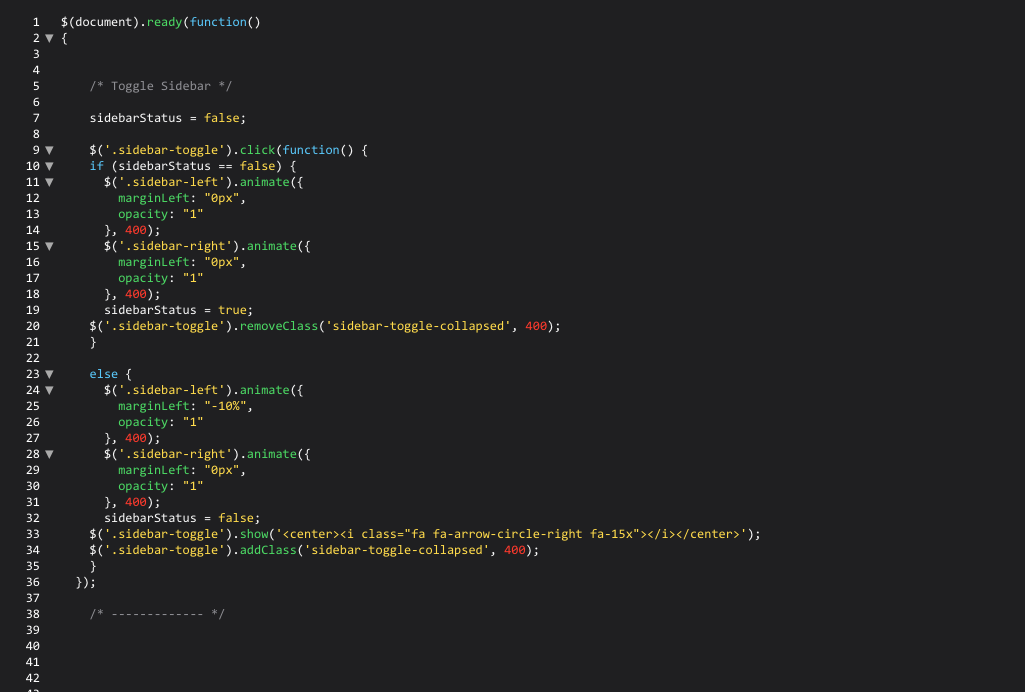 1 $(document).ready(function()
2 ▼ {
3
4
5 /* Toggle Sidebar */
6
7 sidebarStatus = false;
8
9 ▼ $('.sidebar-toggle').click(function() {
10 ▼ if (sidebarStatus == false) {
11 ▼ $('.sidebar-left').animate({
12 marginLeft: "0px",
13 opacity: "1"
14 }, 400);
15 ▼ $('.sidebar-right').animate({
16 marginLeft: "0px",
17 opacity: "1"
18 }, 400);
19 sidebarStatus = true;
20 $('.sidebar-toggle').removeClass('sidebar-toggle-collapsed', 400);
21 }
22
23 ▼ else {
24 ▼ $('.sidebar-left').animate({
25 marginLeft: "-10%",
26 opacity: "1"
27 }, 400);
28 ▼ $('.sidebar-right').animate({
29 marginLeft: "0px",
30 opacity: "1"
31 }, 400);
32 sidebarStatus = false;
33 $('.sidebar-toggle').show('<center><i class="fa fa-arrow-circle-right fa-15x"></i></center>');
34 $('.sidebar-toggle').addClass('sidebar-toggle-collapsed', 400);
35 }
36 });
37
38 /* ------------- */
39
40
41
42